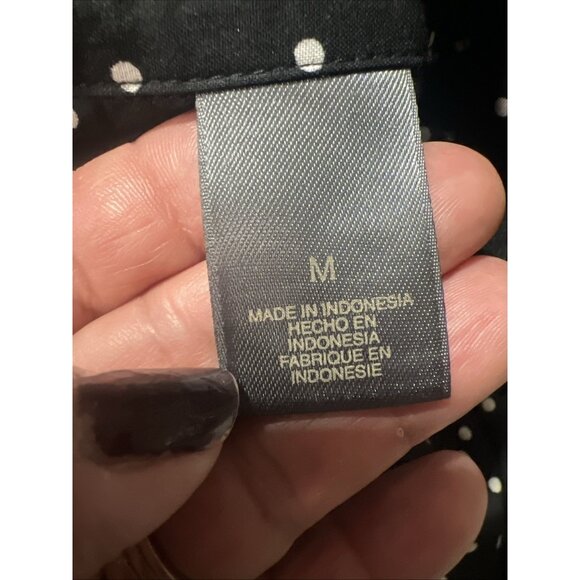 M
MADE IN INDONESIA
HECHO EN
INDONESIA
FABRIQUE EN
INDONESIE